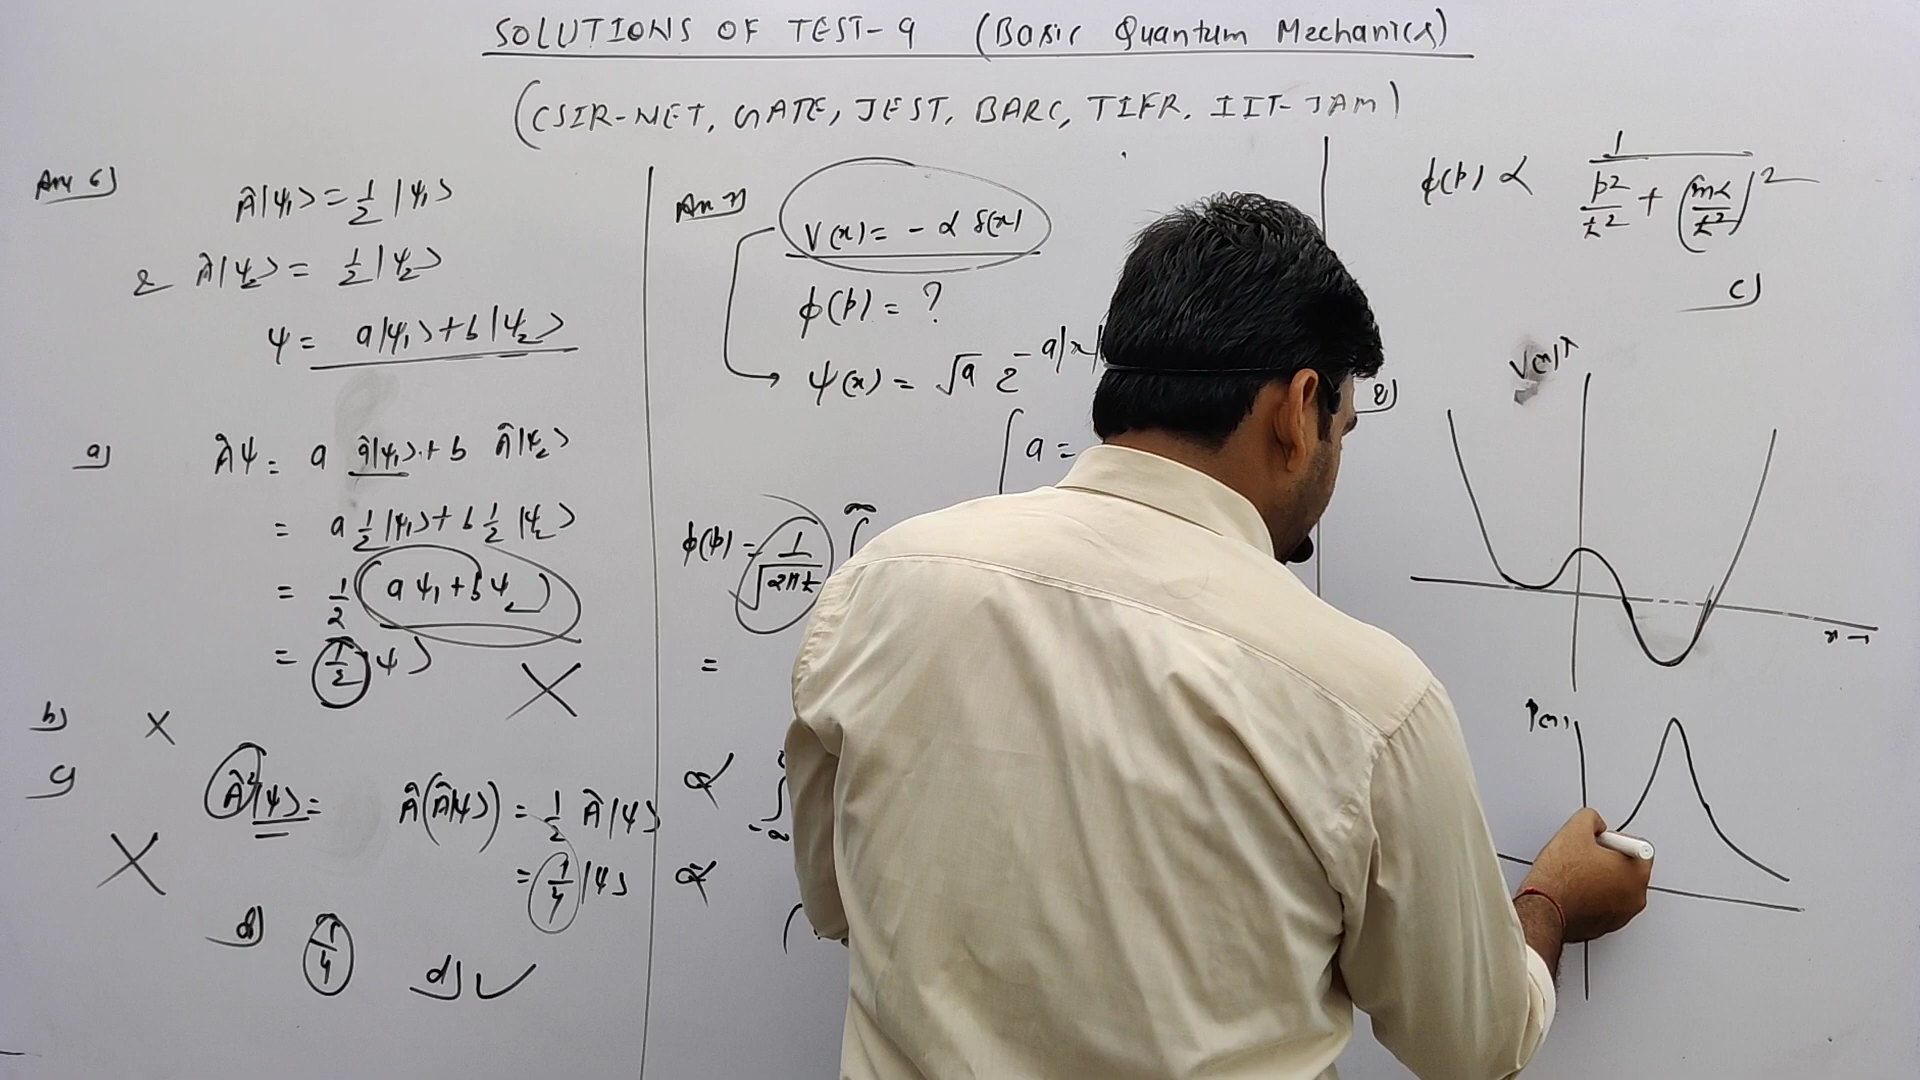 SOLUTIONS OF TEST-9 (Basic Quantum Mechanics)
(CSIR-NET, GATE, JEST, BARC, TIFR, IIT-JAM)
Ans 6)
Â|ψ₁> = 1/2 |ψ₁>
& Â|ψ₂> = 1/2 |ψ₂>
ψ = a|ψ₁> + b|ψ₂>
a) Âψ = a Â|ψ₁> + b Â|ψ₂>
= a 1/2 |ψ₁> + b 1/2 |ψ₂>
= 1/2 (aψ₁ + bψ₂)
= 1/2 ψ> X
b) X
c) Â²|ψ> = Â(Â|ψ>) = 1/2 Â|ψ>
X = 1/4 |ψ>
d) 1/4 d) ✓
Ans 7)
V(x) = - α δ(x)
ϕ(p) = ?
ψ(x) = √a e^-a|x|
a =
ϕ(p) = 1/√2πħ ∫ ∞
=
α ∫ -∞
α
(
ϕ(p) α 1/(p²/ħ² + (mα/ħ²)²)
c)
8)
V(x)↑
x→
P(x)